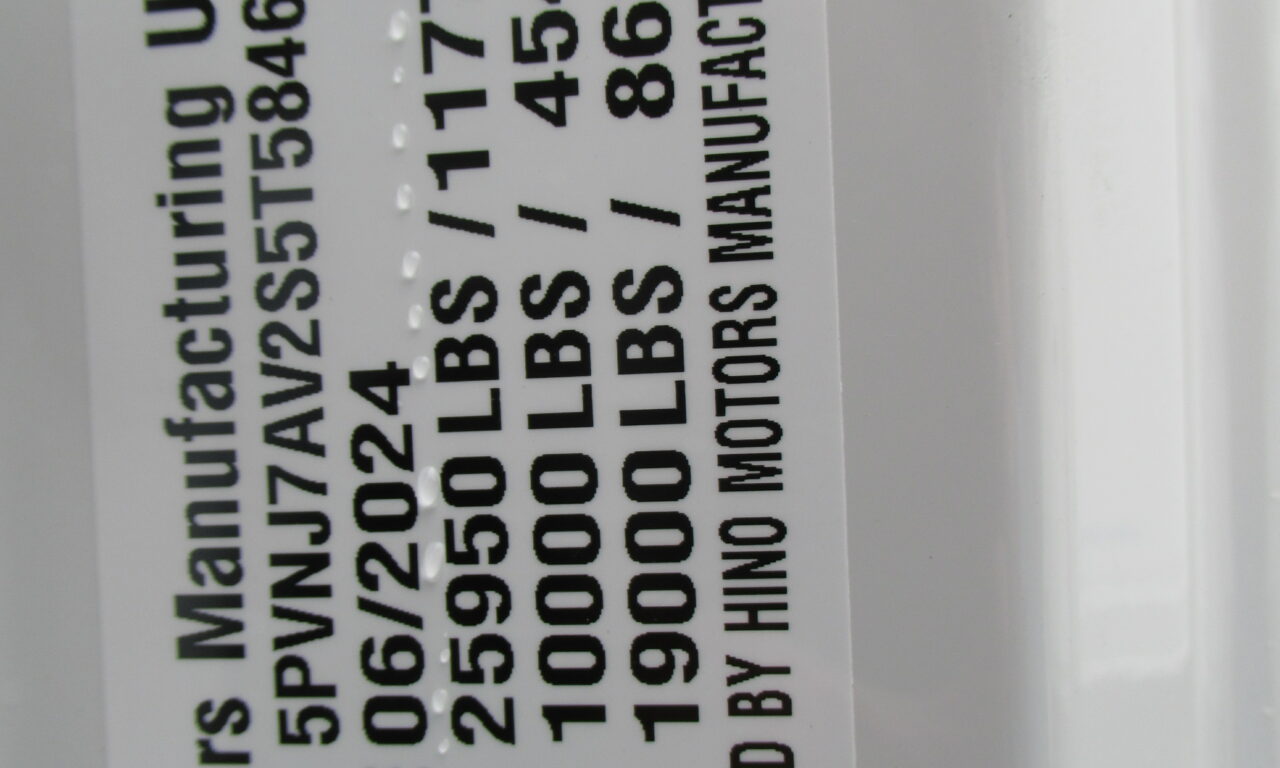 rs Manufacturing U
5PVNJ7AV2S5T5846
06/2024
25950 LBS / 117
10000 LBS / 45
19000 LBS / 86
D BY HINO MOTORS MANUFACT